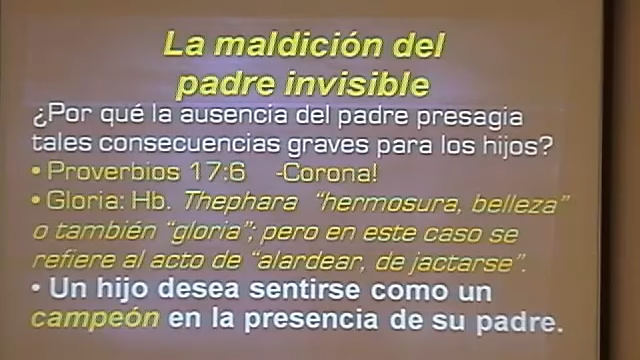 La maldición del
padre invisible
¿Por qué la ausencia del padre presagia
tales consecuencias graves para los hijos?
• Proverbios 17:6 -Corona!
• Gloria: Hb. Thephara "hermosura, belleza"
o también "gloria"; pero en este caso se
refiere al acto de "alardear, de jactarse".
• Un hijo desea sentirse como un
campeón en la presencia de su padre.